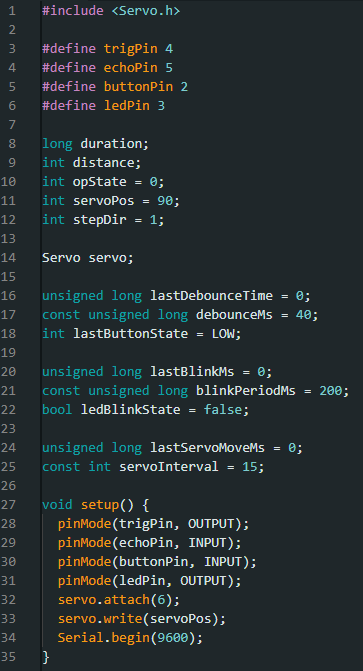 1 #include <Servo.h>
2
3 #define trigPin 4
4 #define echoPin 5
5 #define buttonPin 2
6 #define ledPin 3
7
8 long duration;
9 int distance;
10 int opState = 0;
11 int servoPos = 90;
12 int stepDir = 1;
13
14 Servo servo;
15
16 unsigned long lastDebounceTime = 0;
17 const unsigned long debounceMs = 40;
18 int lastButtonState = LOW;
19
20 unsigned long lastBlinkMs = 0;
21 const unsigned long blinkPeriodMs = 200;
22 bool ledBlinkState = false;
23
24 unsigned long lastServoMoveMs = 0;
25 const int servoInterval = 15;
26
27 void setup() {
28   pinMode(trigPin, OUTPUT);
29   pinMode(echoPin, INPUT);
30   pinMode(buttonPin, INPUT);
31   pinMode(ledPin, OUTPUT);
32   servo.attach(6);
33   servo.write(servoPos);
34   Serial.begin(9600);
35 }